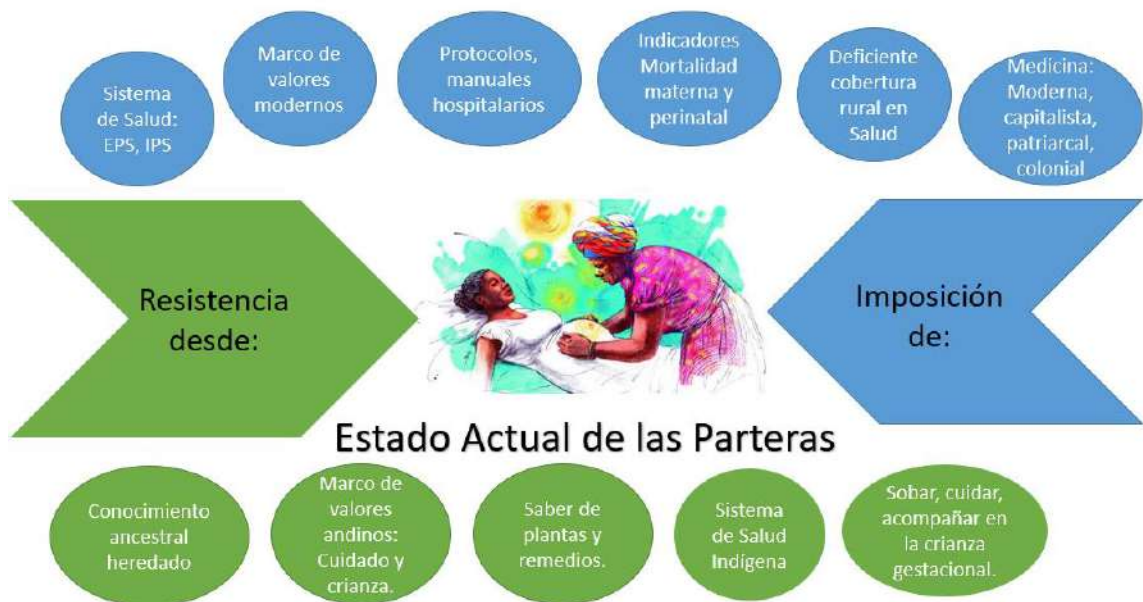 Sistema
de Salud:
EPS, IPS
Marco de
valores
modernos
Protocolos,
manuales
hospitalarios
Indicadores
Mortalidad
materna y
perinatal
Deficiente
cobertura
rural en
Salud
Medicina:
Moderna,
capitalista,
patriarcal,
colonial
Resistencia
desde:
Imposición
de:
Estado Actual de las Parteras
Conocimiento
ancestral
heredado
Marco de
valores
andinos:
Cuidado y
crianza.
Saber de
plantas y
remedios.
Sistema
de Salud
Indígena
Sobar, cuidar,
acompañar en
la crianza
gestacional.